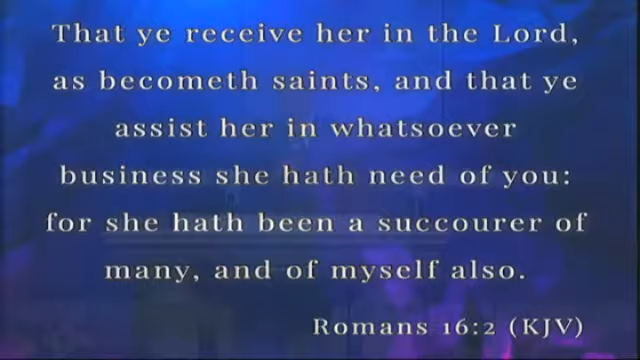 That ye receive her in the Lord,
as becometh saints, and that ye
assist her in whatsoever
business she hath need of you:
for she hath been a succourer of
many, and of myself also.
Romans 16:2 (KJV)